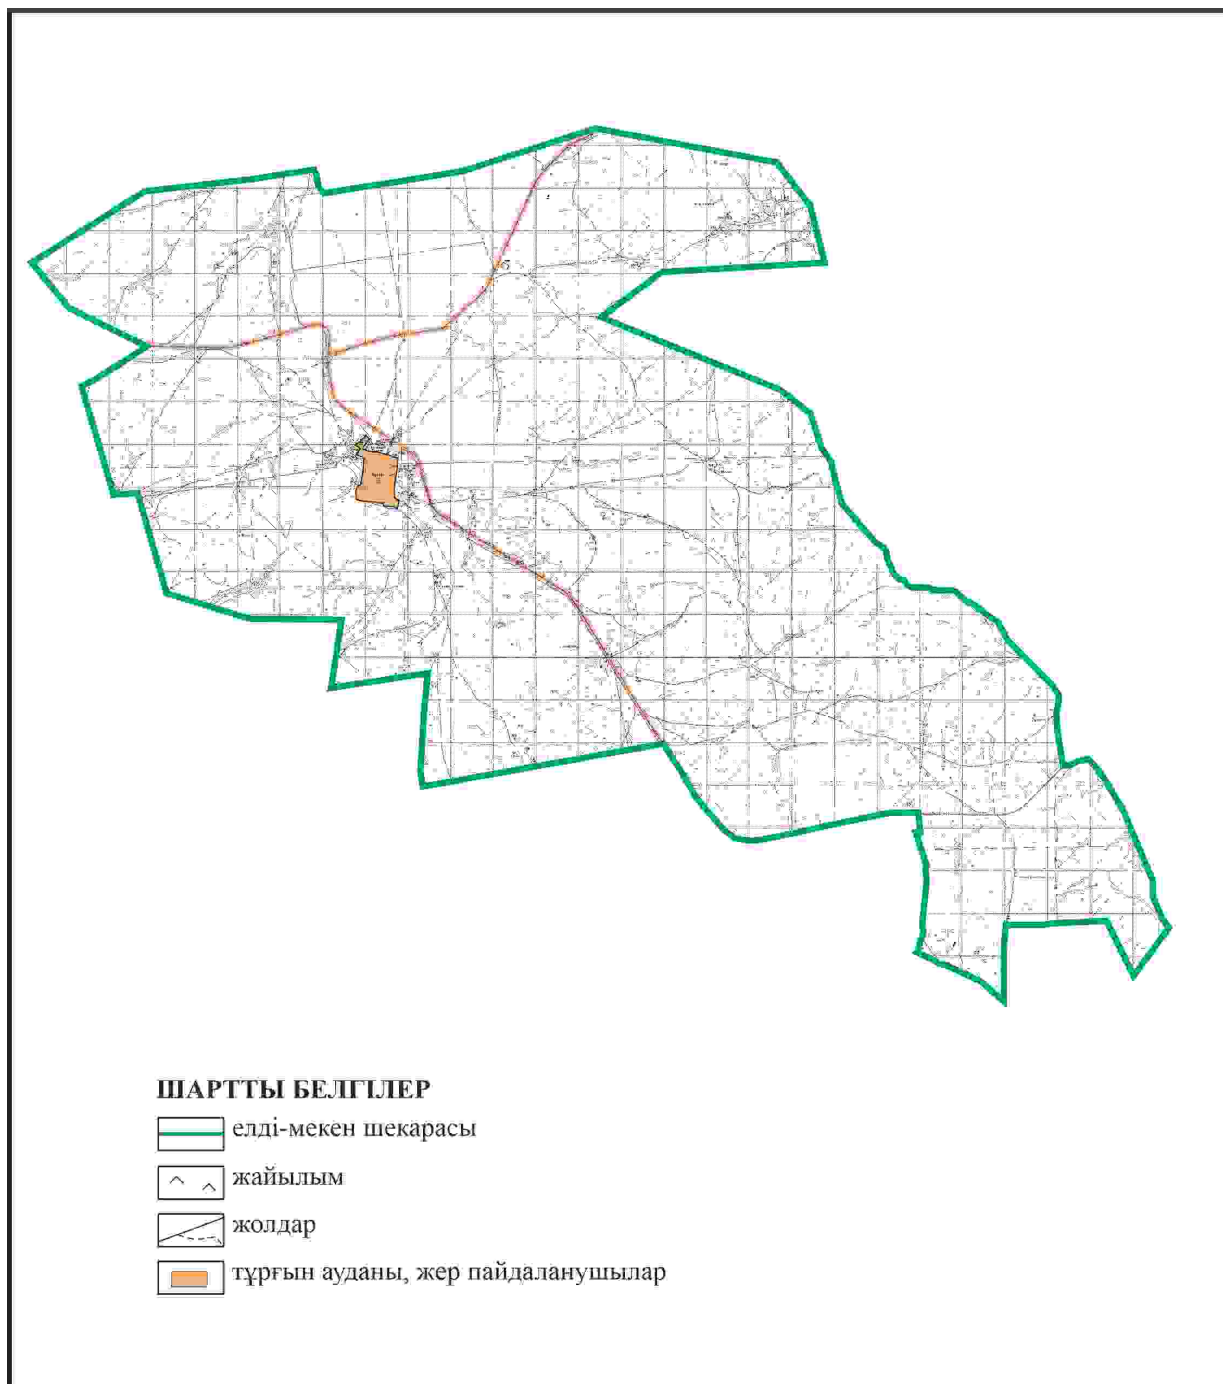 ШАРТТЫ БЕЛГІЛЕР
елді-мекен шекарасы
жайылым
жолдар
тұрғын ауданы, жер пайдаланушылар